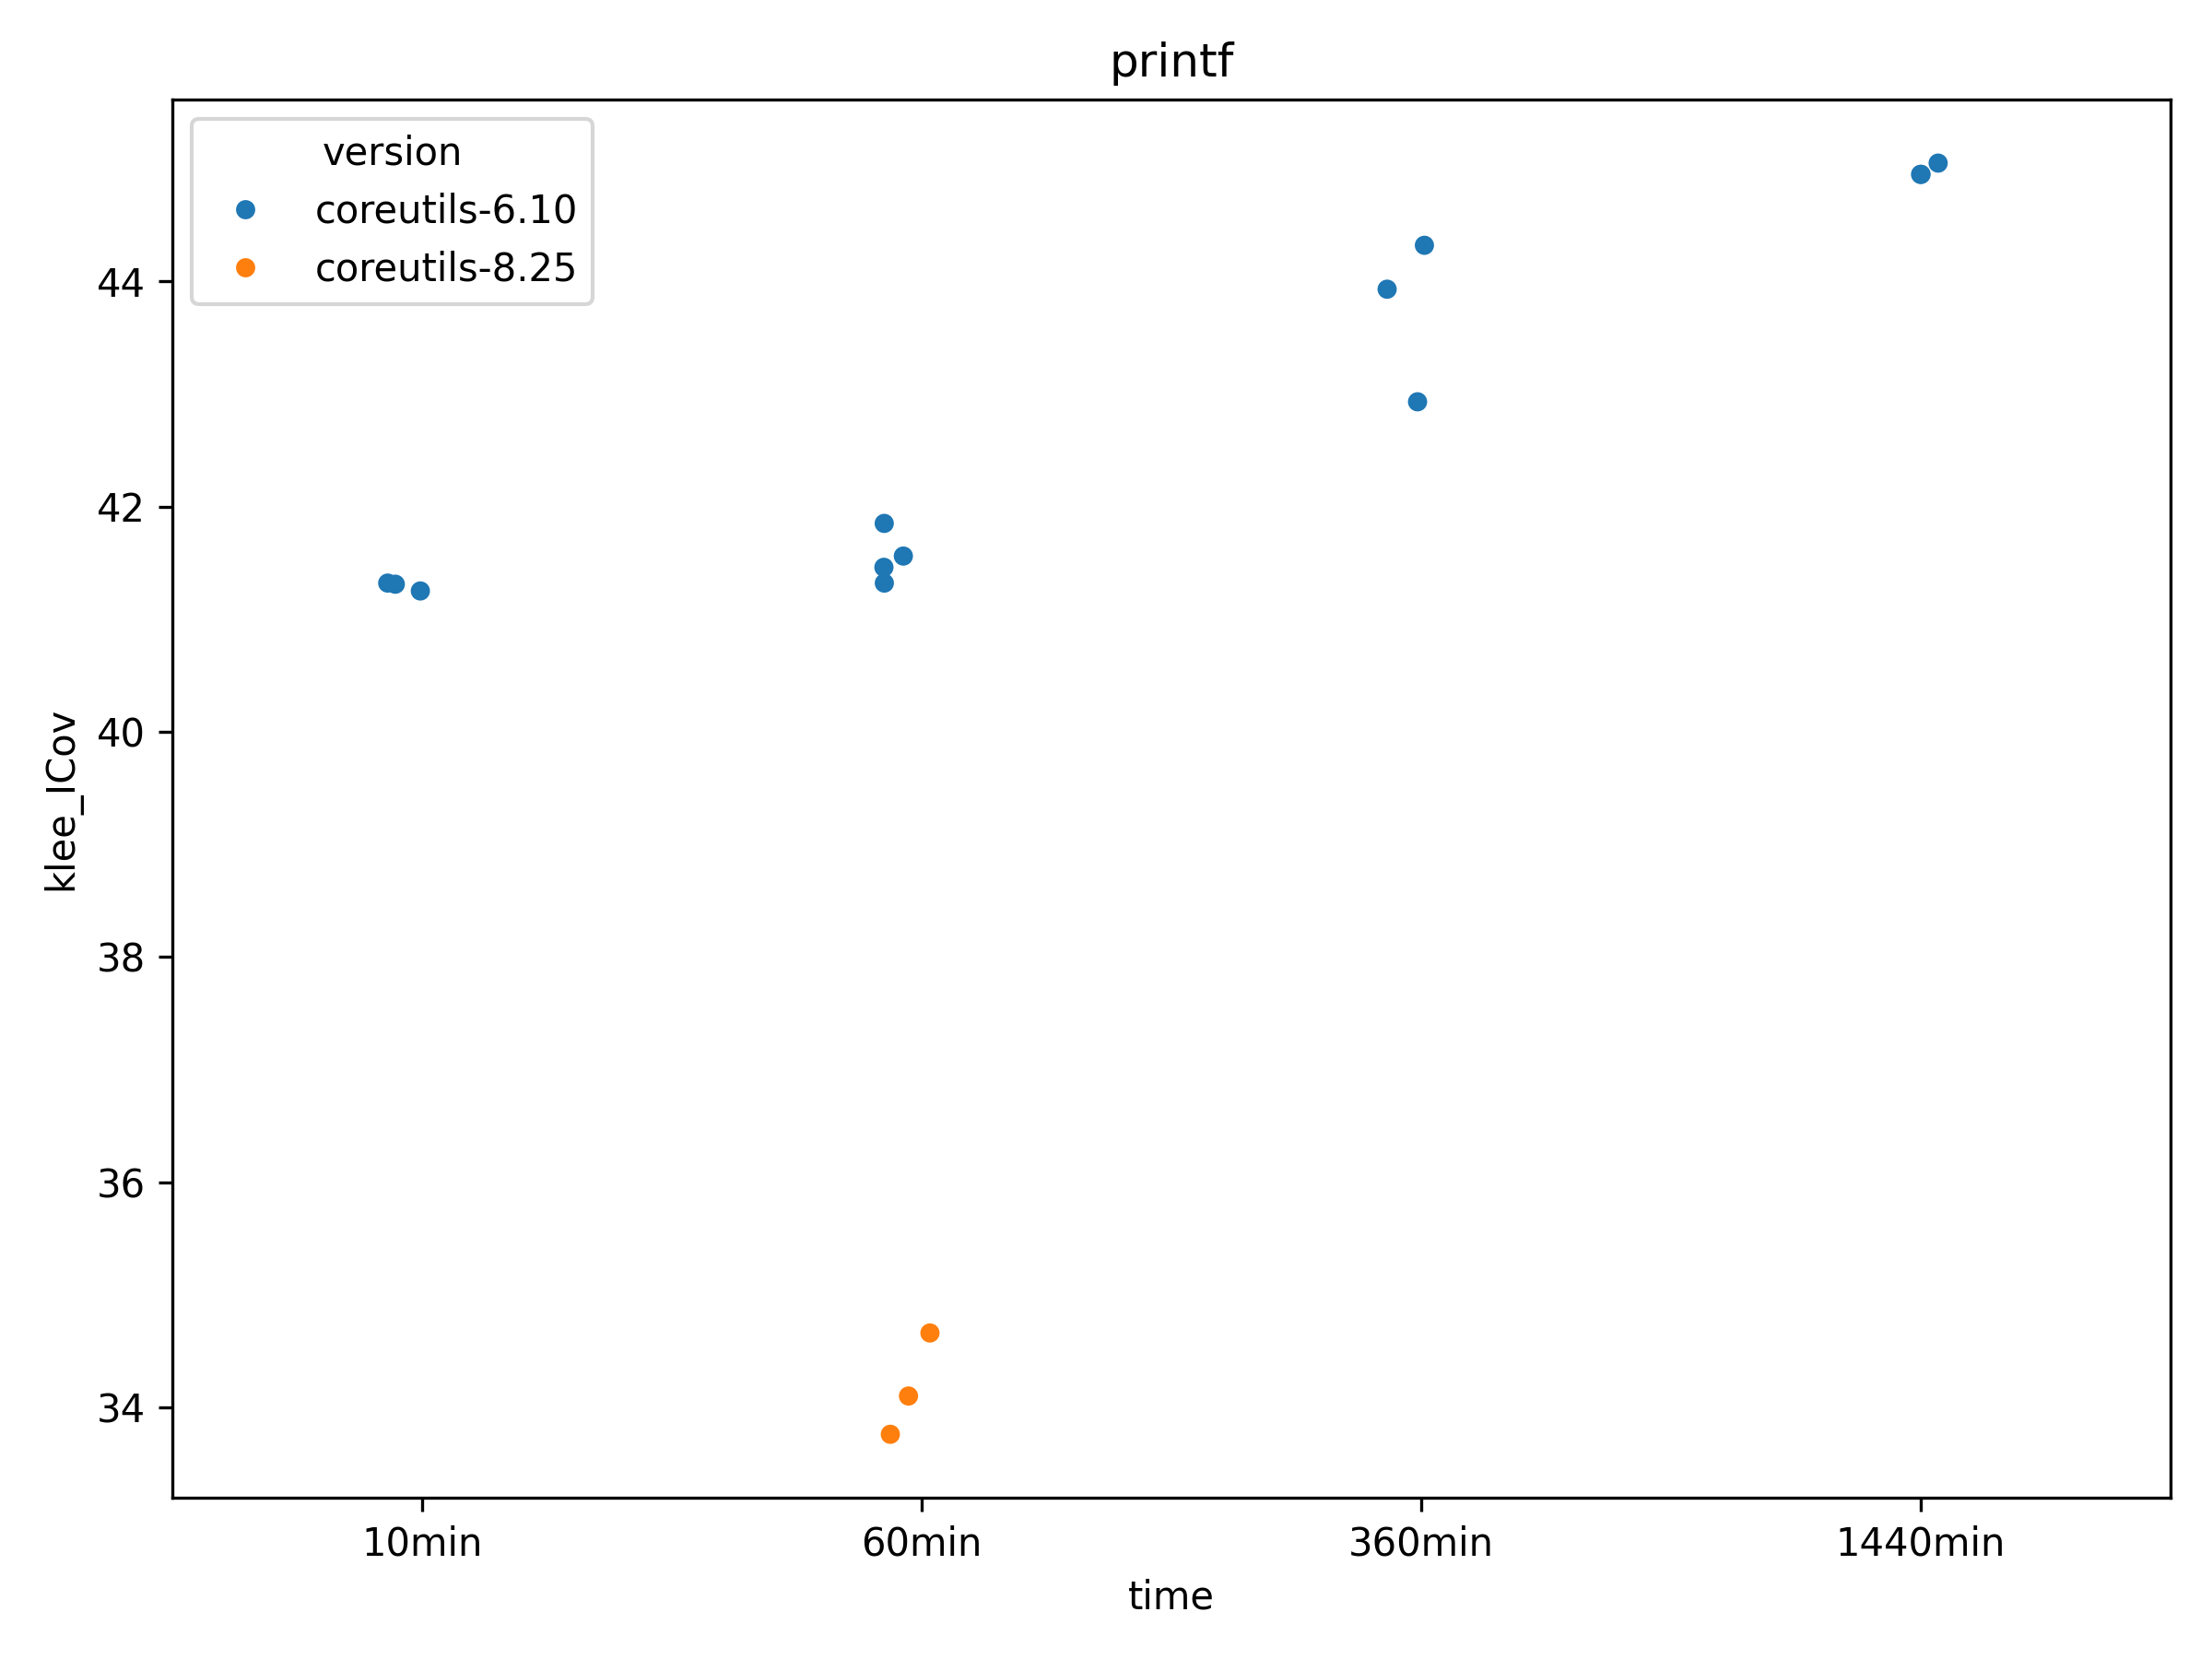 printf
version
coreutils-6.10
coreutils-8.25
44
42
40
38
36
34
klee_ICov
10min
60min
360min
1440min
time